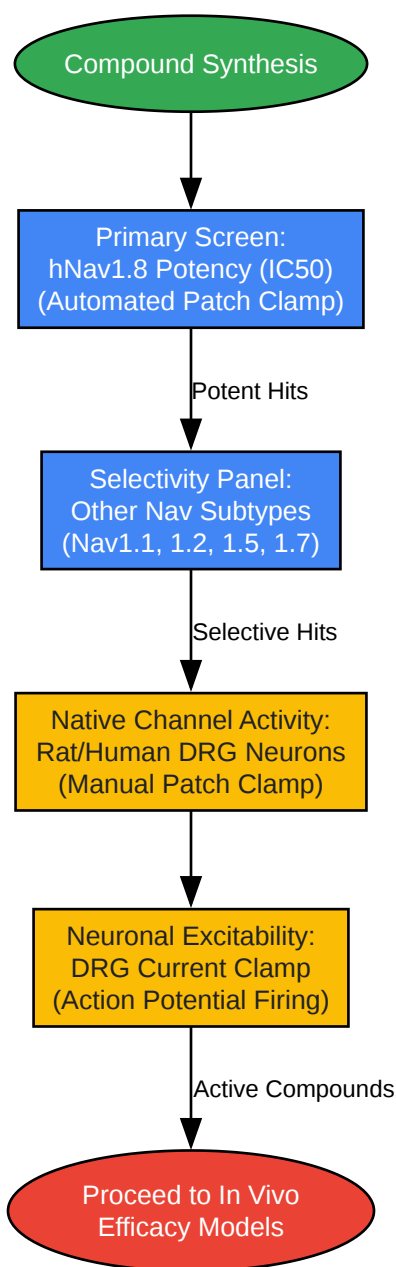 Compound Synthesis
Primary Screen:
hNav1.8 Potency (IC50)
(Automated Patch Clamp)
Potent Hits
Selectivity Panel:
Other Nav Subtypes
(Nav1.1, 1.2, 1.5, 1.7)
Selective Hits
Native Channel Activity:
Rat/Human DRG Neurons
(Manual Patch Clamp)
Neuronal Excitability:
DRG Current Clamp
(Action Potential Firing)
Active Compounds
Proceed to In Vivo
Efficacy Models